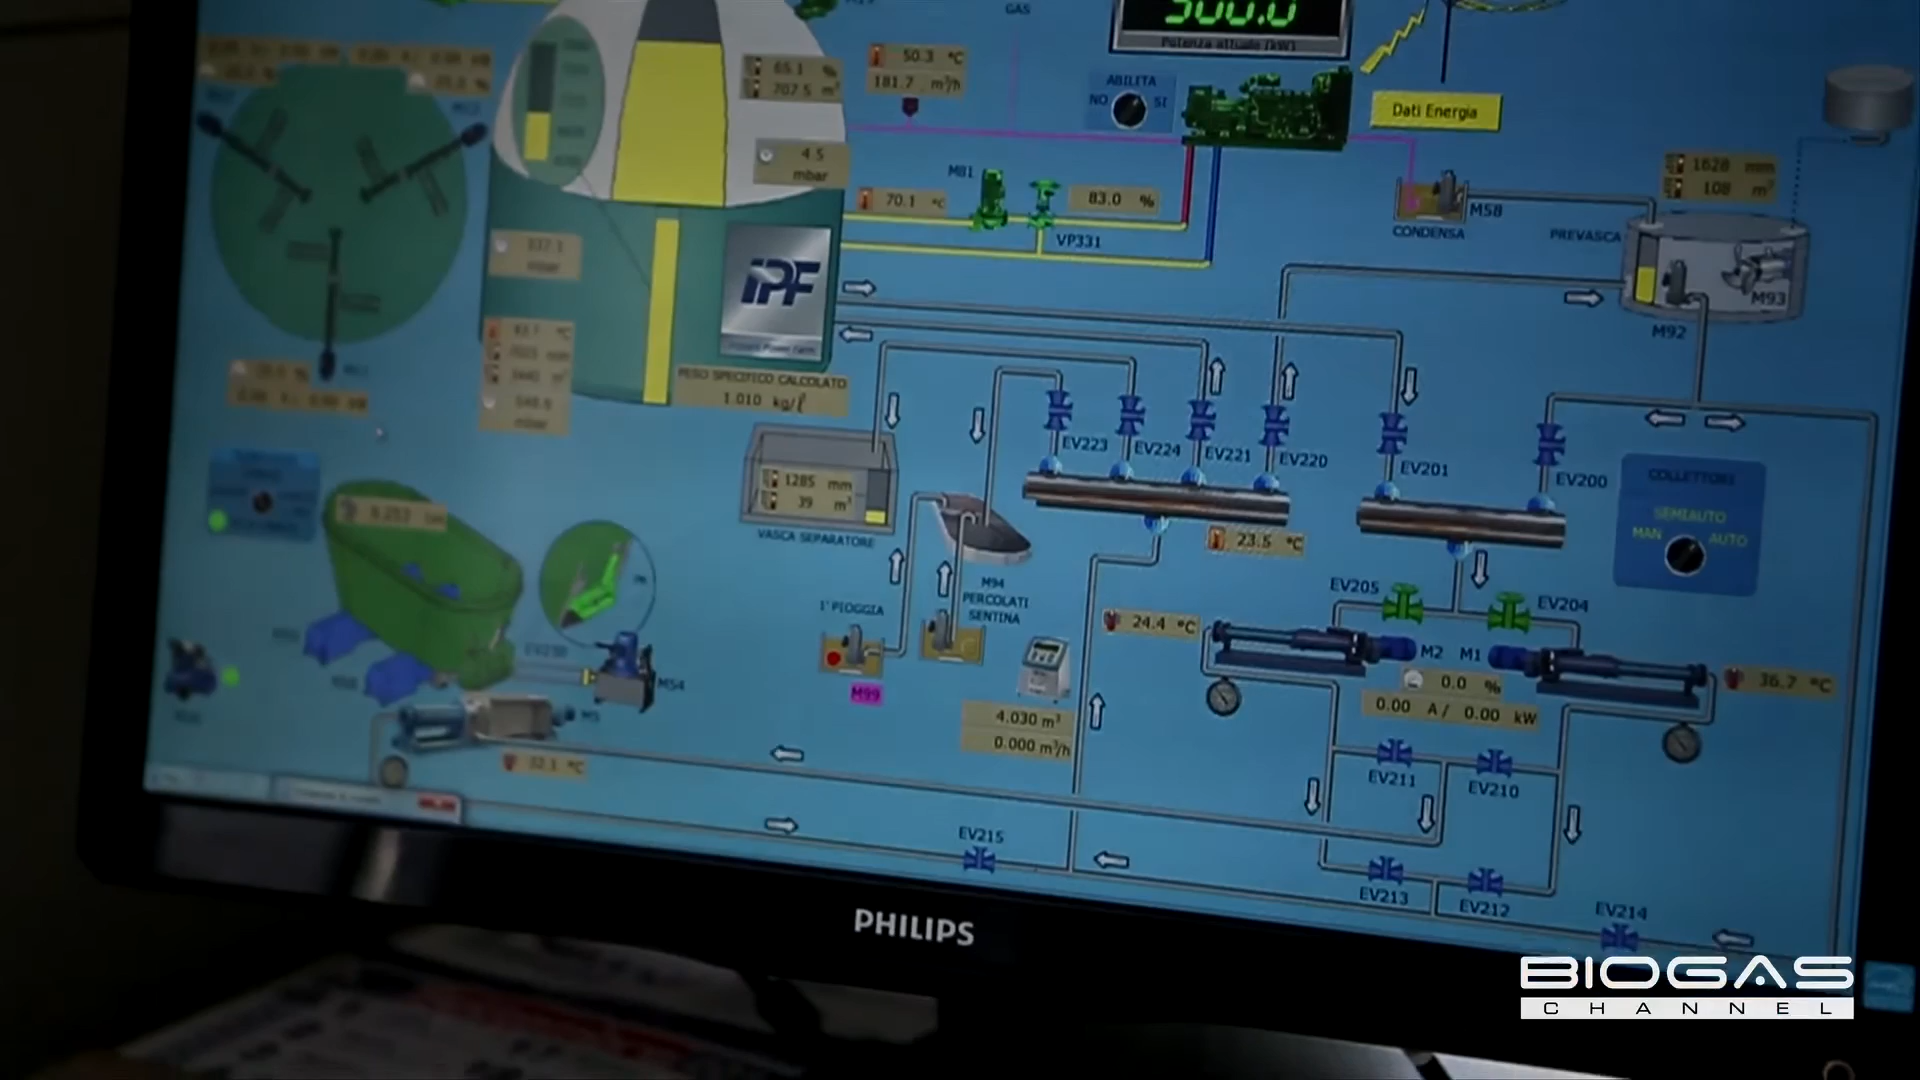 GAS
300.0
Potenza attuale [kW]
50.3 °C
181.7 m³/h
65.1 %
707.5 m³
4.5
mbar
ABILITA
NO SI
Dati Energia
M81
70.1 °C
83.0 %
VP331
M58
CONDENSA
1628 mm
108 m³
PREVASCA
M93
M92
IPF
337.1
mbar
PESO SPECIFICO CALCOLATO
1.010 kg/l
EV223
EV224
EV221
EV220
EV201
EV200
1285 mm
39 m³
VASCA SEPARATORE
23.5 °C
COLLETTORI
SEMIAUTO
MAN AUTO
M94
PERCOLATI
SENTINA
1° PIOGGIA
M99
EV205
EV204
24.4 °C
M2 M1
0.0 %
0.00 A / 0.00 kW
36.7 °C
4.030 m³
0.000 m³/h
M54
M5
EV211
EV210
EV215
EV213
EV212
EV214
PHILIPS
BIOGAS
CHANNEL